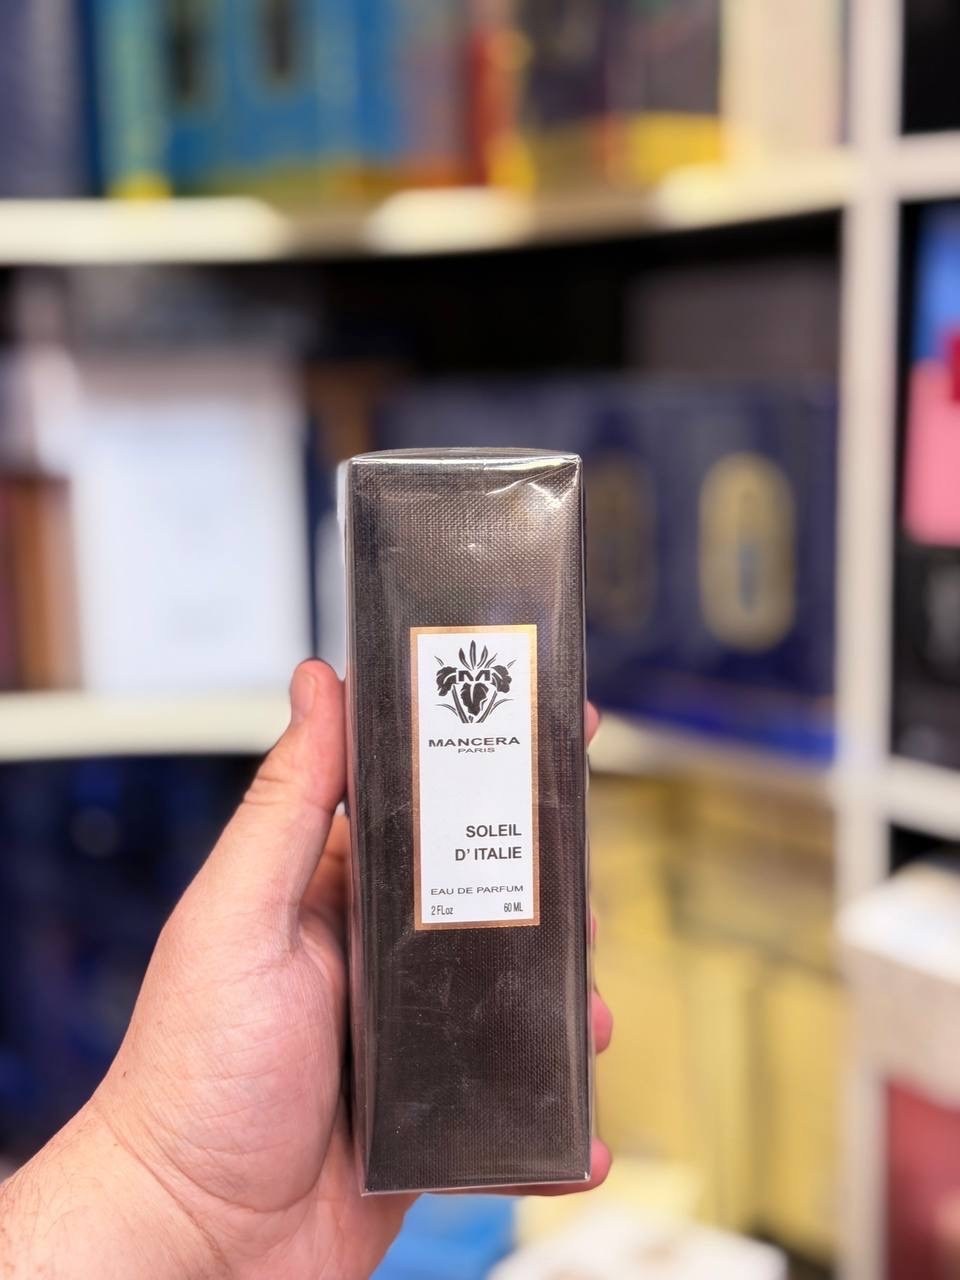 MANCERA
PARIS
SOLEIL
D' ITALIE
EAU DE PARFUM
2 FLoz 60 ML